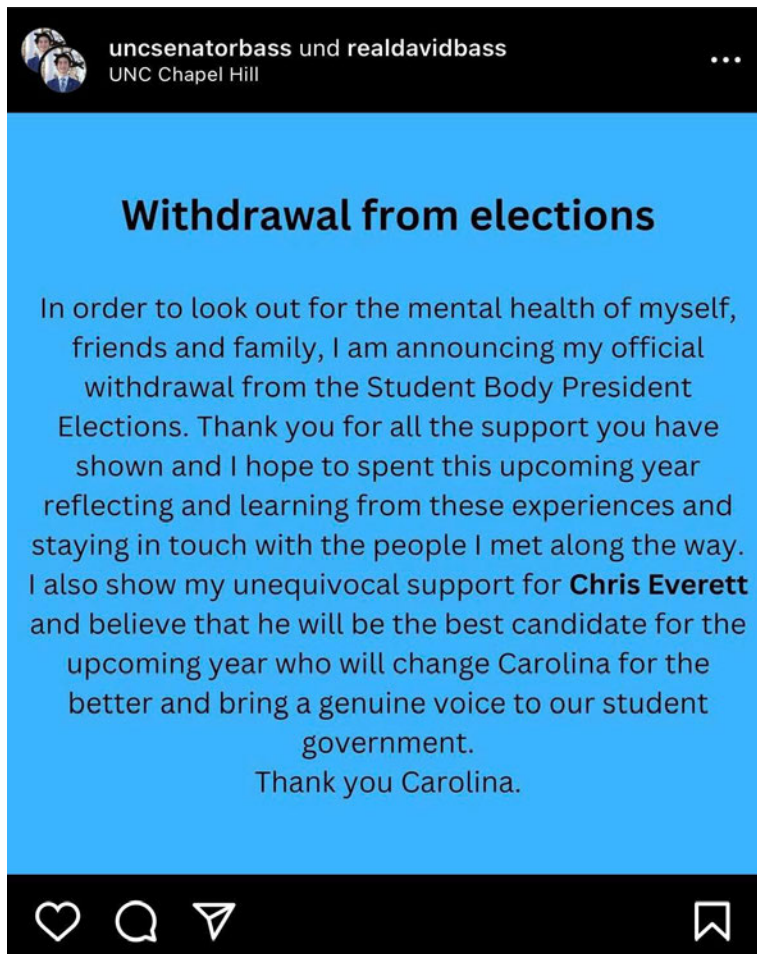 uncsenatorbass und realdavidbass
UNC Chapel Hill
Withdrawal from elections
In order to look out for the mental health of myself,
friends and family, I am announcing my official
withdrawal from the Student Body President
Elections. Thank you for all the support you have
shown and I hope to spent this upcoming year
reflecting and learning from these experiences and
staying in touch with the people I met along the way.
I also show my unequivocal support for Chris Everett
and believe that he will be the best candidate for the
upcoming year who will change Carolina for the
better and bring a genuine voice to our student
government.
Thank you Carolina.